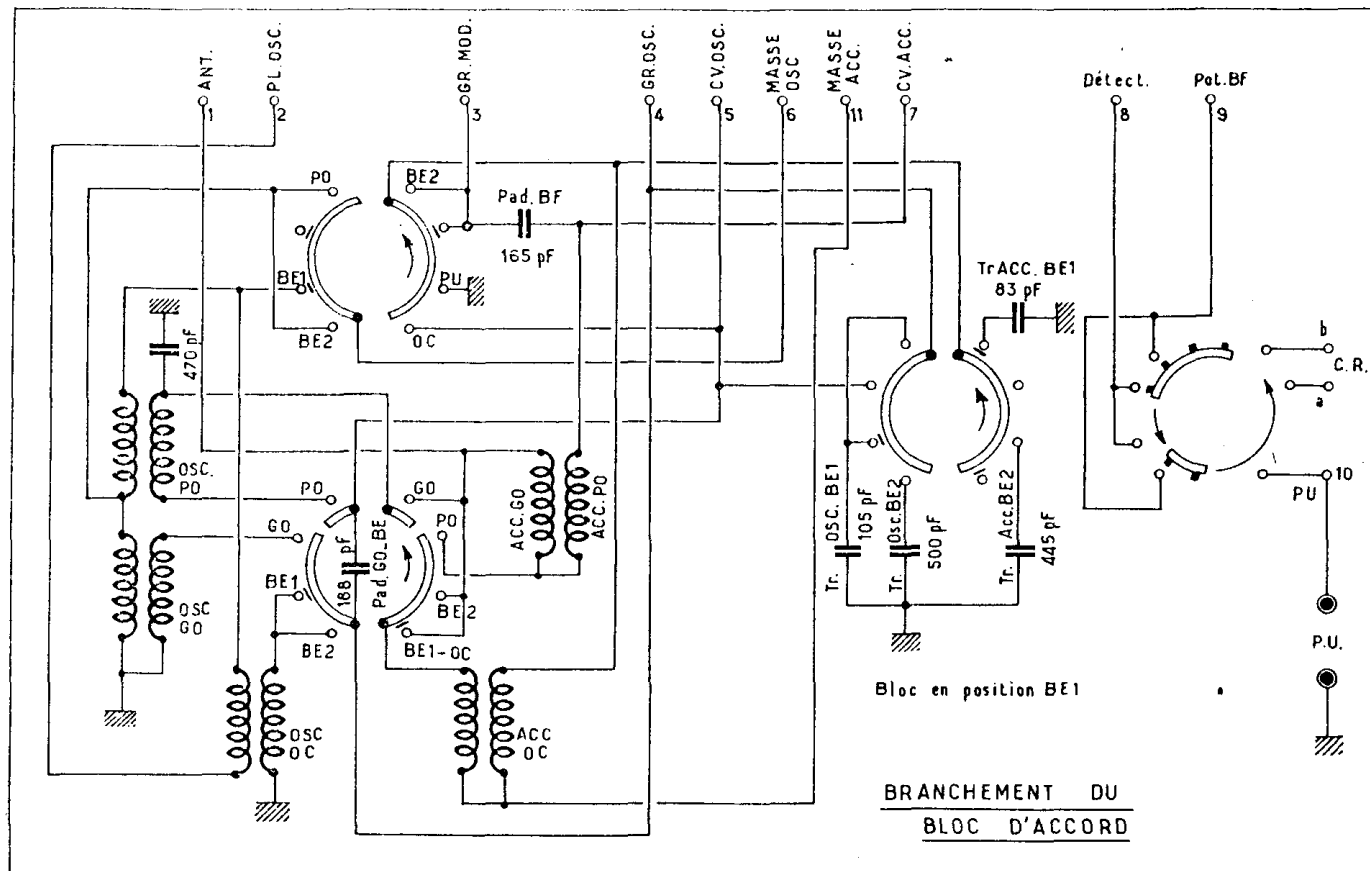 ANT.
PL.OSC.
GR.MOD.
GR.OSC.
CV.OSC.
MASSE
OSC
MASSE
ACC.
CV.ACC.
Détect.
Pot.BF
1
2
3
4
5
6
11
7
8
9
PO
BE2
Pad. BF
165 pF
BE1
PU
BE2
OC
Tr ACC. BE1
83 pF
b
C.R.
a
470 pF
OSC.
PO
PO
GO
GO
PO
ACC.GO
ACC.PO
188 pf
Pad.GO_BE
BE1
BE2
BE2
BE1-OC
OSC
GO
Tr. OSC.BE1
105 pF
Tr. Osc.BE2
500 pF
Tr. Acc.BE2
445 pF
10
PU
P.U.
OSC
OC
ACC
OC
Bloc en position BE1
BRANCHEMENT DU
BLOC D'ACCORD